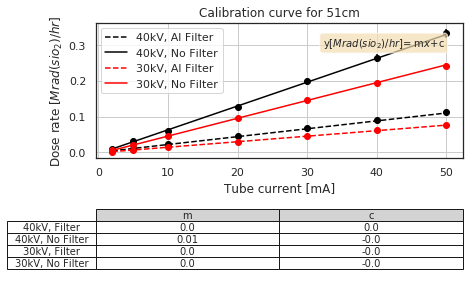 Calibration curve for 51cm
Dose rate [Mrad(sio₂)/hr]
0.3
0.2
0.1
0.0
40kV, Al Filter
40kV, No Filter
30kV, Al Filter
30kV, No Filter
y[Mrad(sio₂)/hr]=mx+c
0 10 20 30 40 50
Tube current [mA]
m c
40kV, Filter 0.0 0.0
40kV, No Filter 0.01 -0.0
30kV, Filter 0.0 -0.0
30kV, No Filter 0.0 -0.0